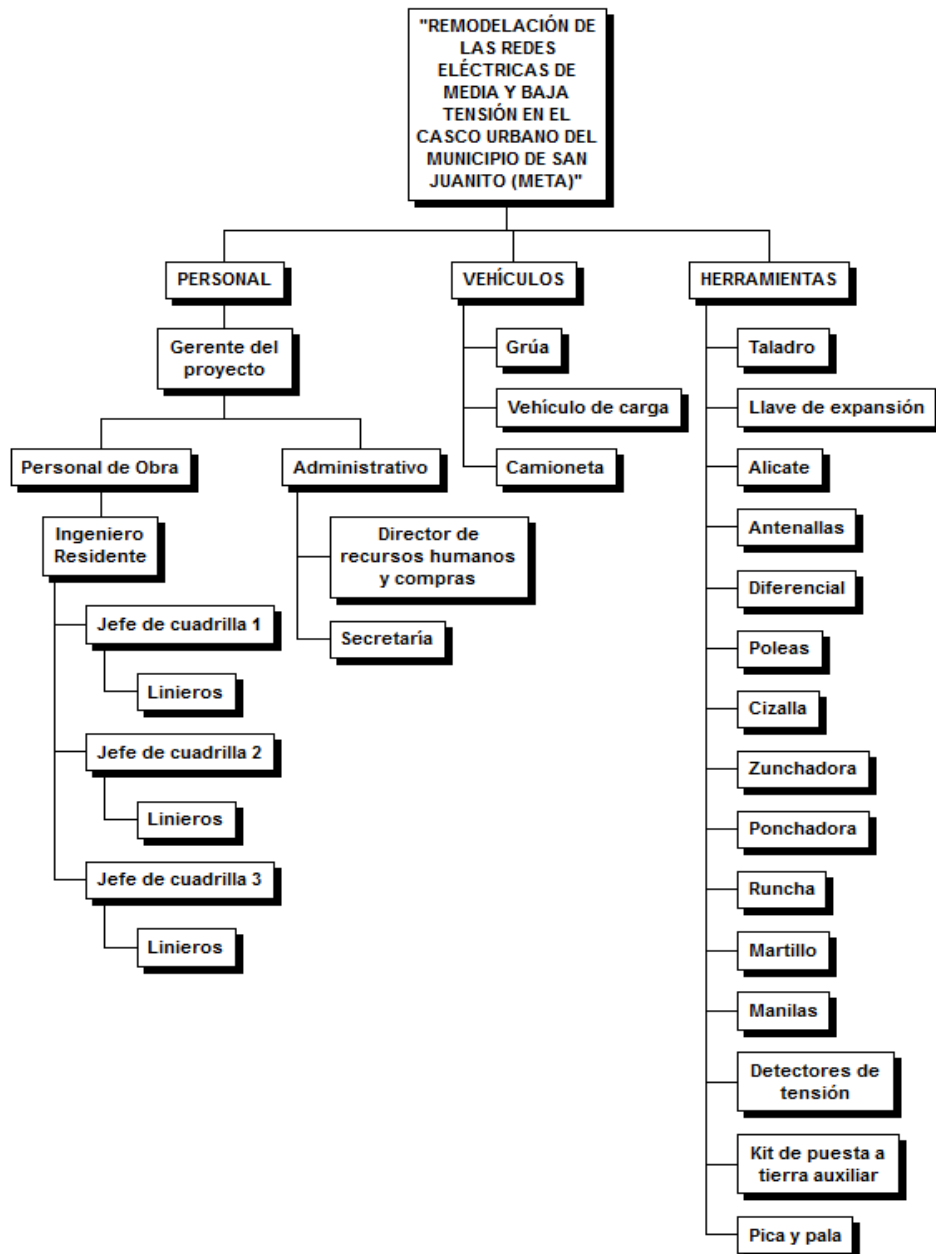 "REMODELACIÓN DE
LAS REDES
ELÉCTRICAS DE
MEDIA Y BAJA
TENSIÓN EN EL
CASCO URBANO DEL
MUNICIPIO DE SAN
JUANITO (META)"
PERSONAL
Gerente del
proyecto
Personal de Obra
Ingeniero
Residente
Jefe de cuadrilla 1
Linieros
Jefe de cuadrilla 2
Linieros
Jefe de cuadrilla 3
Linieros
Administrativo
Director de
recursos humanos
y compras
Secretaría
VEHÍCULOS
Grúa
Vehículo de carga
Camioneta
HERRAMIENTAS
Taladro
Llave de expansión
Alicate
Antenallas
Diferencial
Poleas
Cizalla
Zunchadora
Ponchadora
Runcha
Martillo
Manilas
Detectores de
tensión
Kit de puesta a
tierra auxiliar
Pica y pala